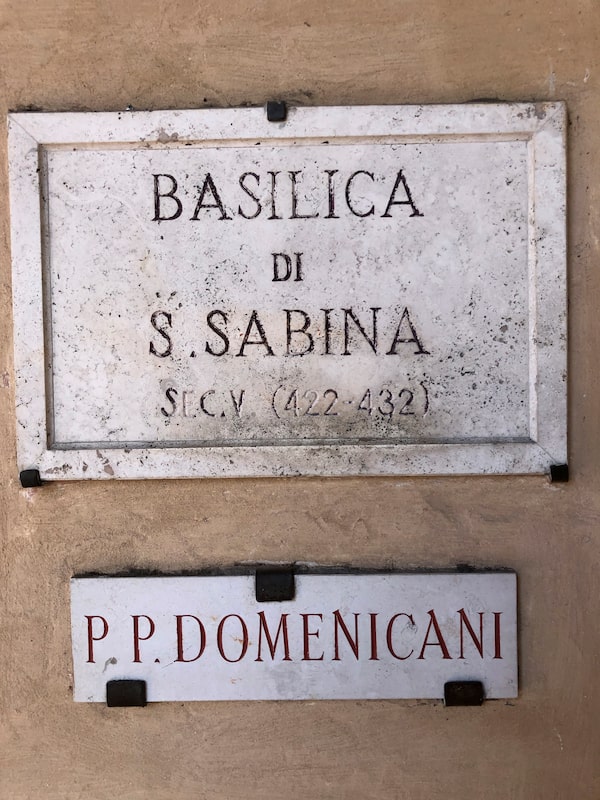 BASILICA
DI
S. SABINA
SEC. V (422-432)
P P. DOMENICANI